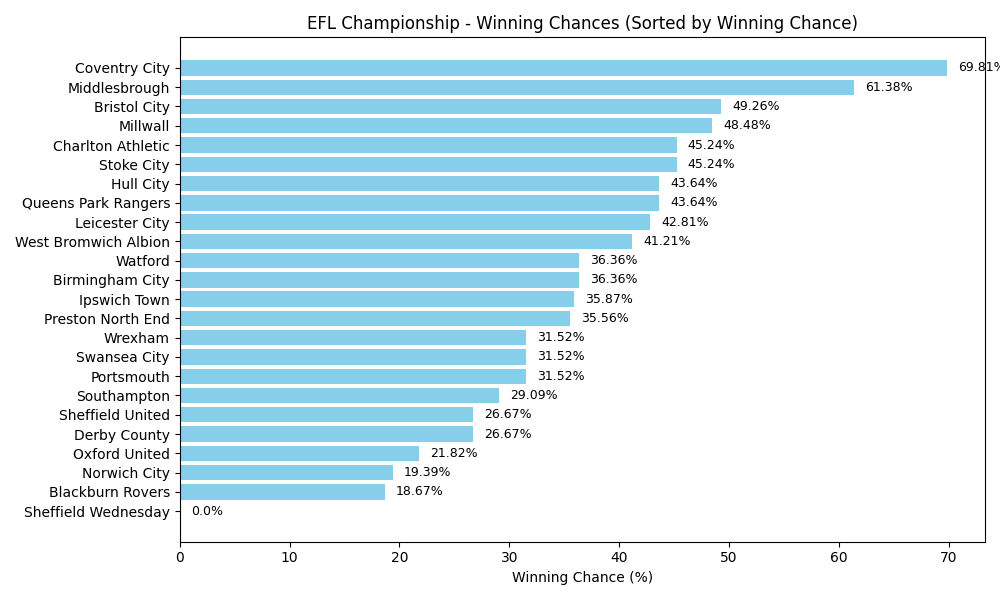 EFL Championship - Winning Chances (Sorted by Winning Chance)
Coventry City 69.81%
Middlesbrough 61.38%
Bristol City 49.26%
Millwall 48.48%
Charlton Athletic 45.24%
Stoke City 45.24%
Hull City 43.64%
Queens Park Rangers 43.64%
Leicester City 42.81%
West Bromwich Albion 41.21%
Watford 36.36%
Birmingham City 36.36%
Ipswich Town 35.87%
Preston North End 35.56%
Wrexham 31.52%
Swansea City 31.52%
Portsmouth 31.52%
Southampton 29.09%
Sheffield United 26.67%
Derby County 26.67%
Oxford United 21.82%
Norwich City 19.39%
Blackburn Rovers 18.67%
Sheffield Wednesday 0.0%
0 10 20 30 40 50 60 70
Winning Chance (%)